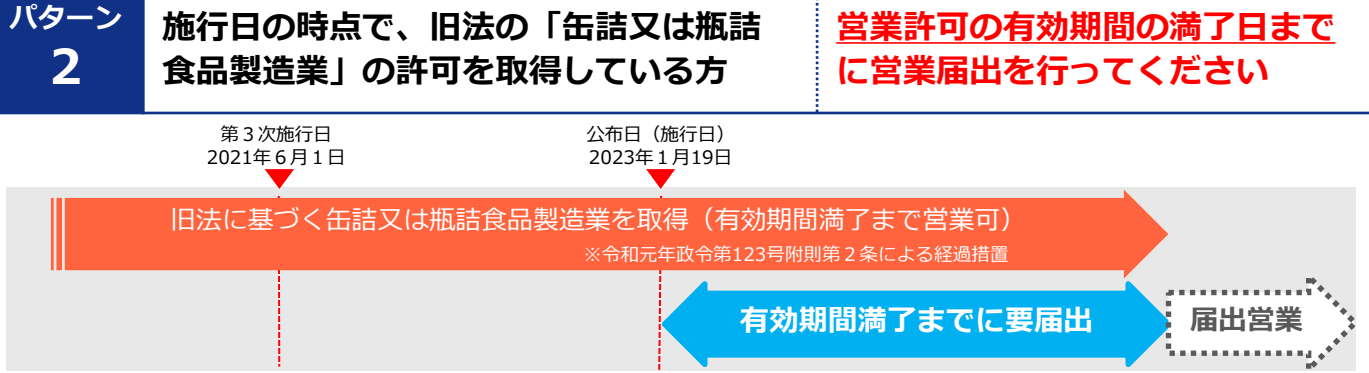 パターン
2
施行日の時点で、旧法の「缶詰又は瓶詰
食品製造業」の許可を取得している方
営業許可の有効期間の満了日まで
に営業届出を行ってください
第3次施行日
2021年6月1日
公布日（施行日）
2023年1月19日
旧法に基づく缶詰又は瓶詰食品製造業を取得（有効期間満了まで営業可）
※令和元年政令第123号附則第2条による経過措置
有効期間満了までに要届出
届出営業